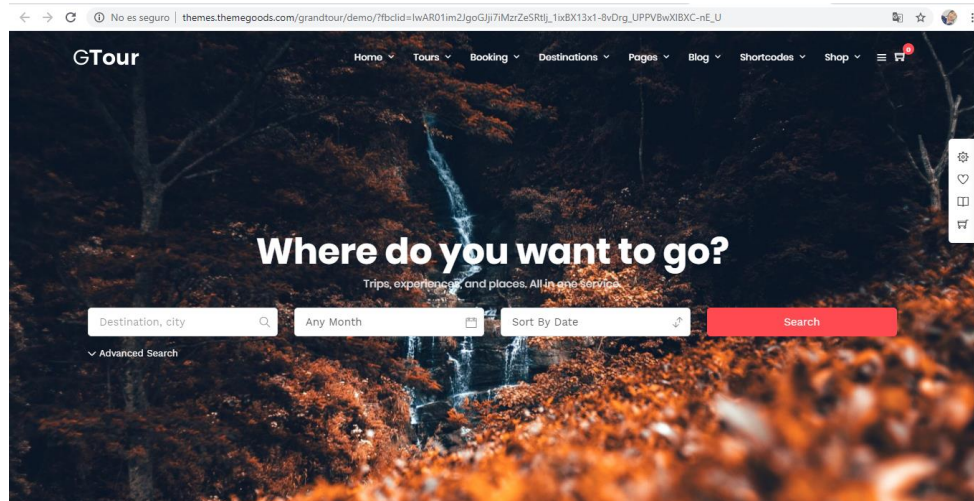 No es seguro | themes.themegoods.com/grandtour/demo/?fbclid=IwAR01im2JgoGJji7iMzrZeSRtlj_1ixBX13x1-8vDrg_UPPVBwXIBXC-nE_U
GTour Home Tours Booking Destinations Pages Blog Shortcodes Shop 0
Where do you want to go?
Trips, experiences, and places. All in one service.
Destination, city Any Month Sort By Date Search
Advanced Search